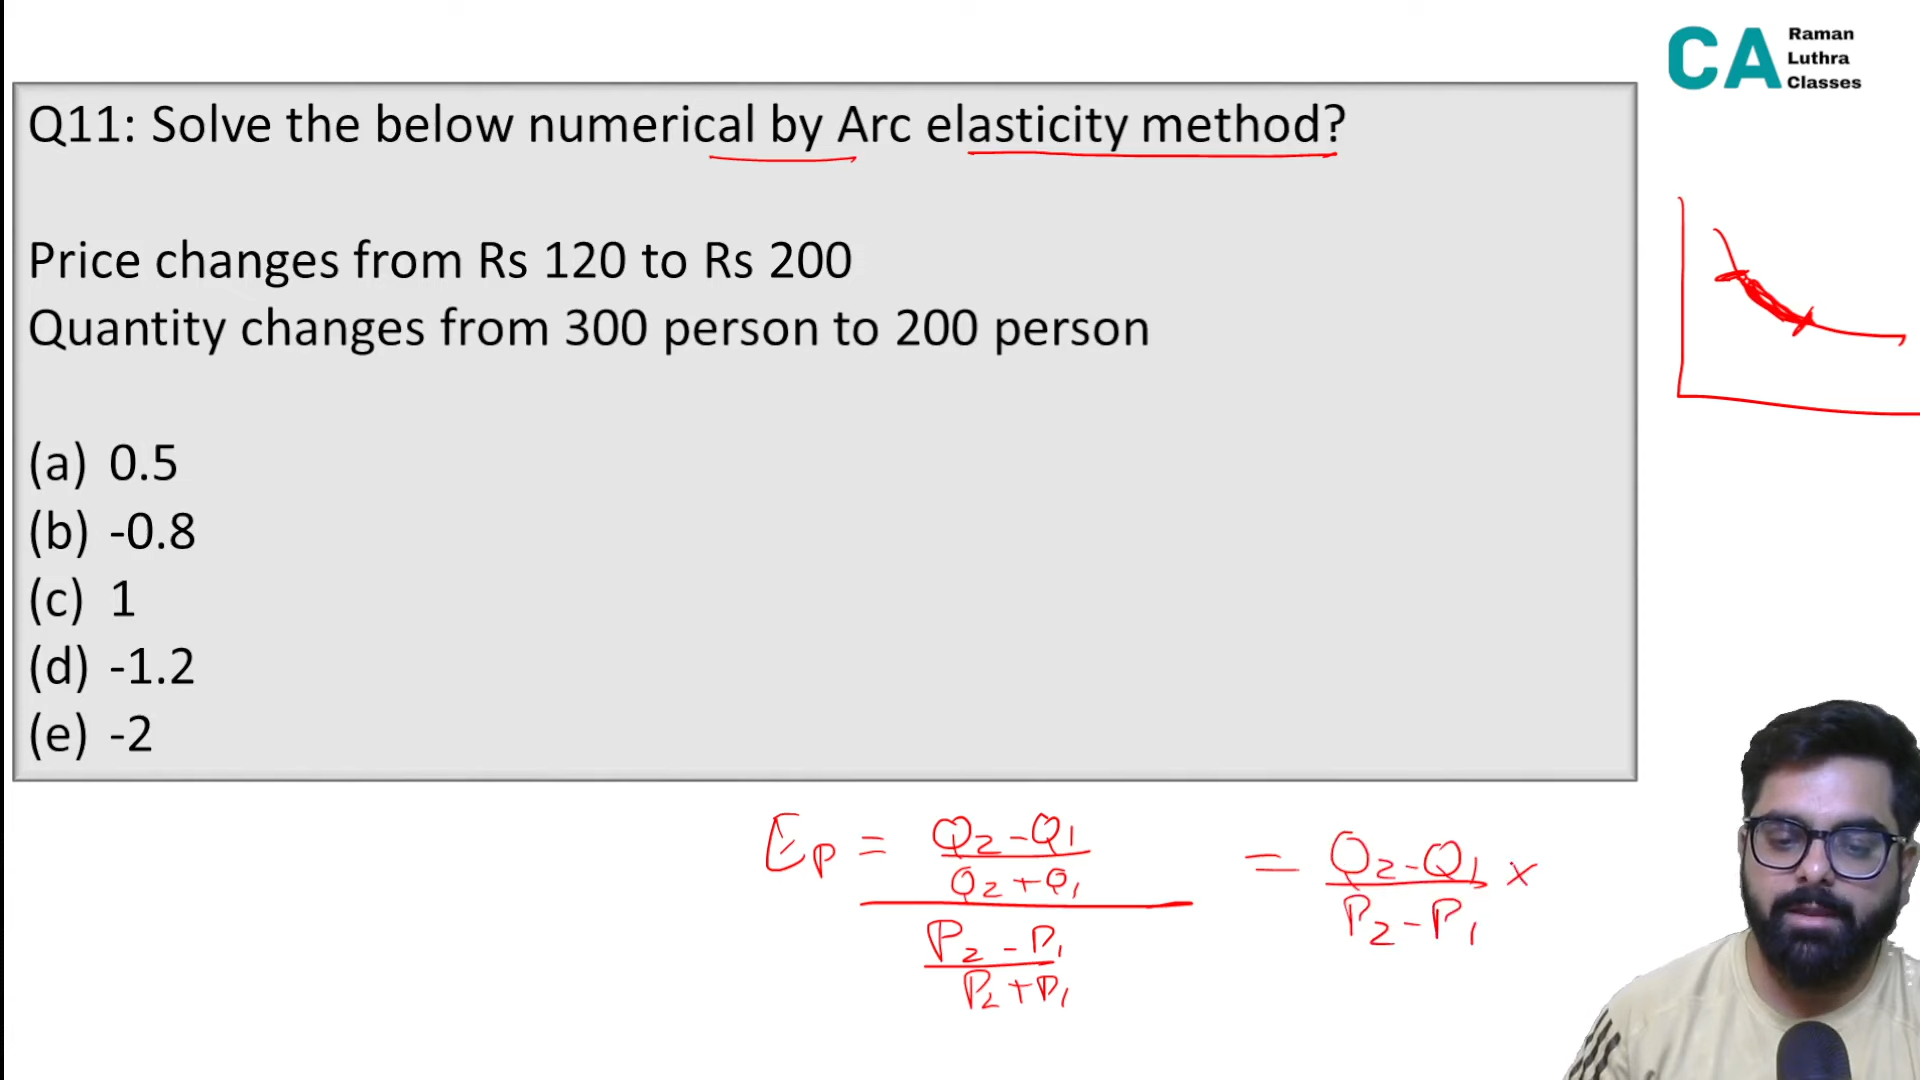 CA Raman
Luthra
Classes
Q11: Solve the below numerical by Arc elasticity method?
Price changes from Rs 120 to Rs 200
Quantity changes from 300 person to 200 person
(a) 0.5
(b) -0.8
(c) 1
(d) -1.2
(e) -2
Ep = Q2-Q1 = Q2-Q1 ×
Q2+Q1 P2-P1
P2-P1
P2+P1